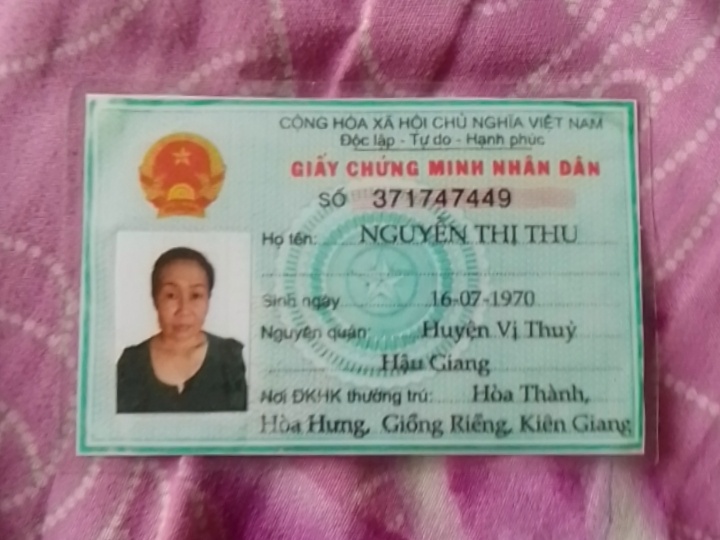 CỘNG HÒA XÃ HỘI CHỦ NGHĨA VIỆT NAM
Độc lập - Tự do - Hạnh phúc
GIẤY CHỨNG MINH NHÂN DÂN
SỐ 371747449
Họ tên: NGUYỄN THỊ THU
Sinh ngày 16-07-1970
Nguyên quán: Huyện Vị Thuỷ
Hậu Giang
Nơi ĐKHK thường trú: Hòa Thành,
Hòa Hưng, Giồng Riềng, Kiên Giang